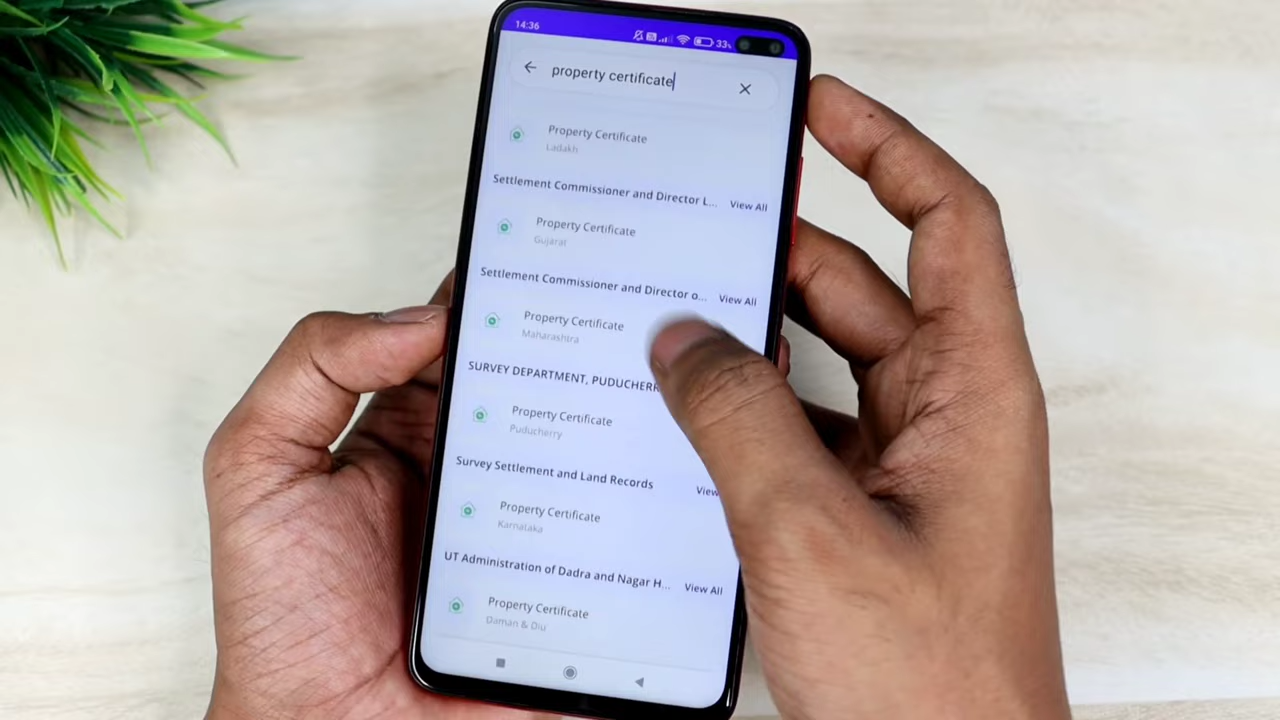 14:36
33%
property certificate
Property Certificate
Ladakh
Settlement Commissioner and Director L... View All
Property Certificate
Gujarat
Settlement Commissioner and Director o... View All
Property Certificate
Maharashtra
SURVEY DEPARTMENT, PUDUCHERR
Property Certificate
Puducherry
Survey Settlement and Land Records View
Property Certificate
Karnataka
UT Administration of Dadra and Nagar H... View All
Property Certificate
Daman & Diu